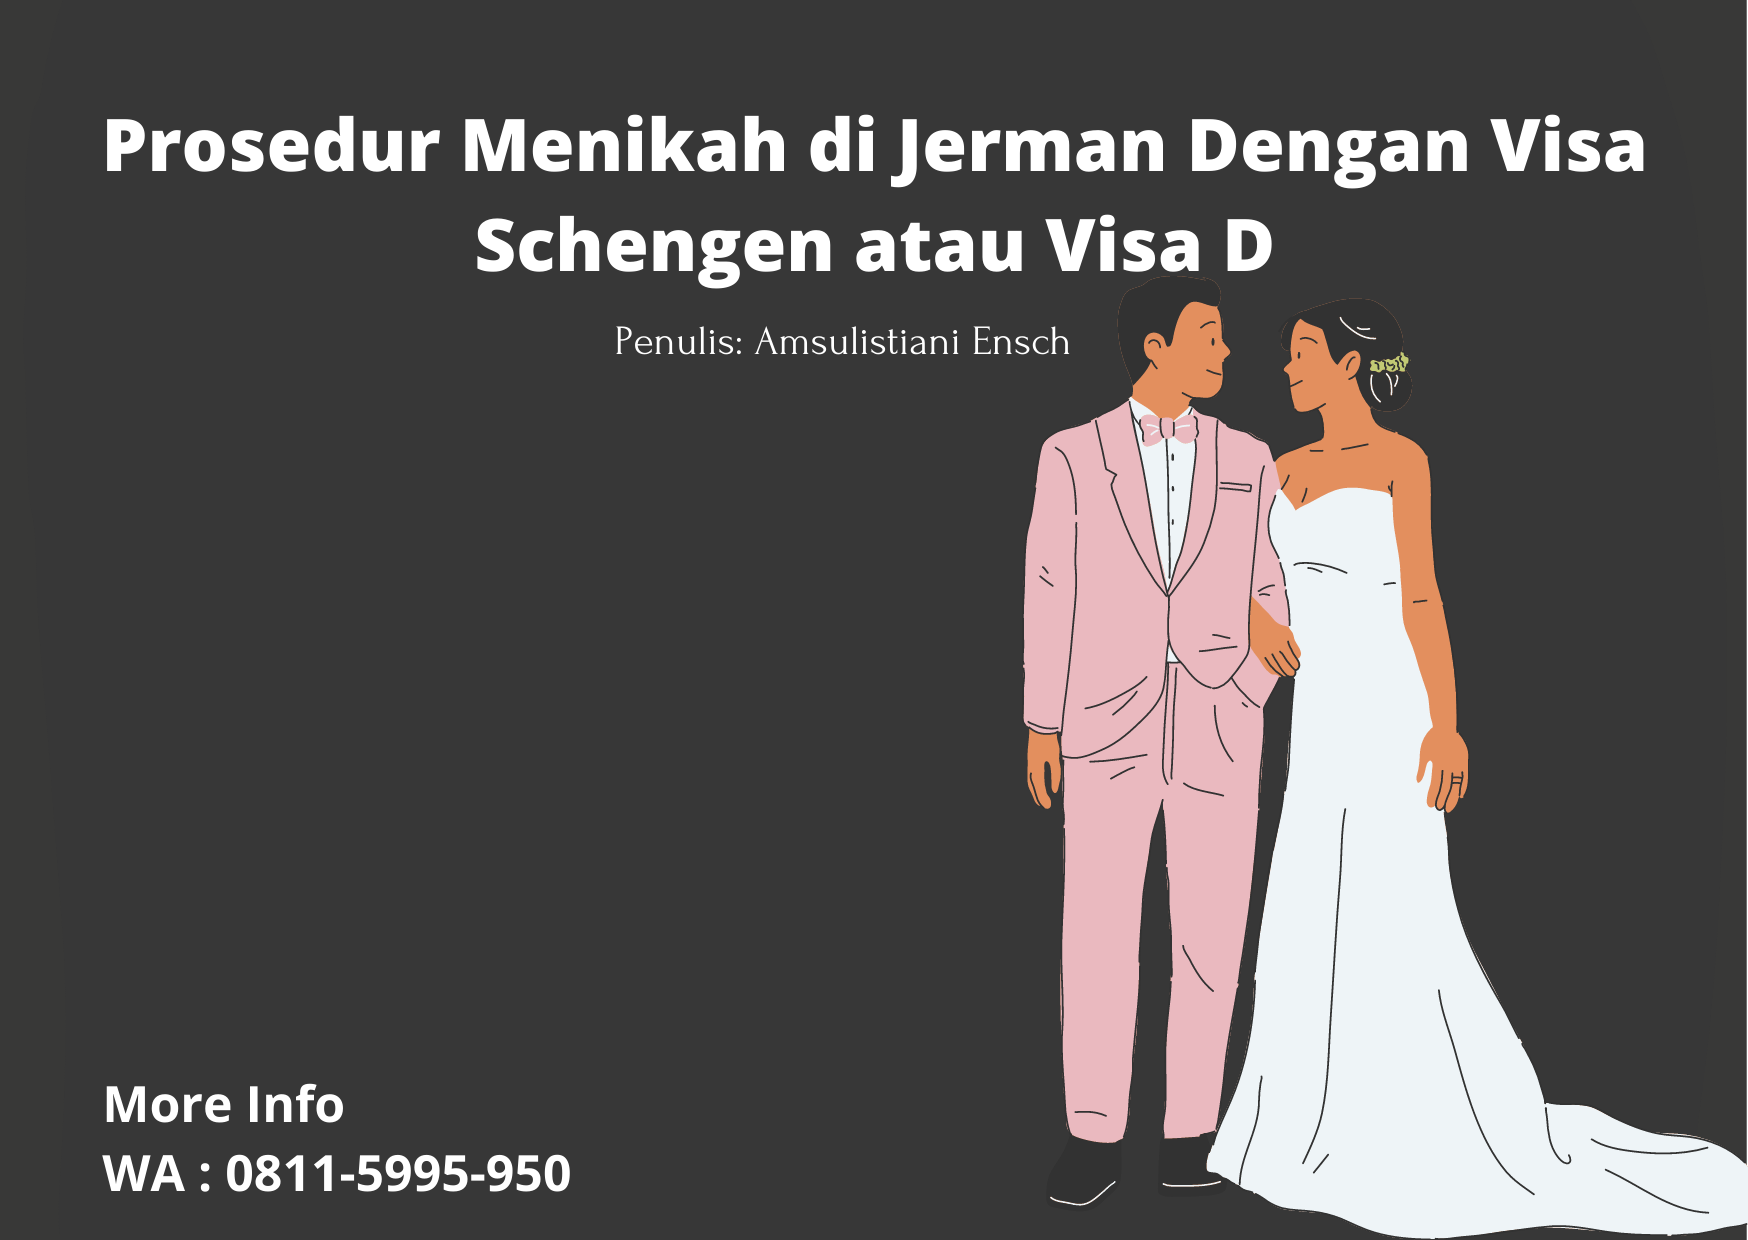 Prosedur Menikah di Jerman Dengan Visa
Schengen atau Visa D
Penulis: Amsulistiani Ensch
More Info
WA : 0811-5995-950